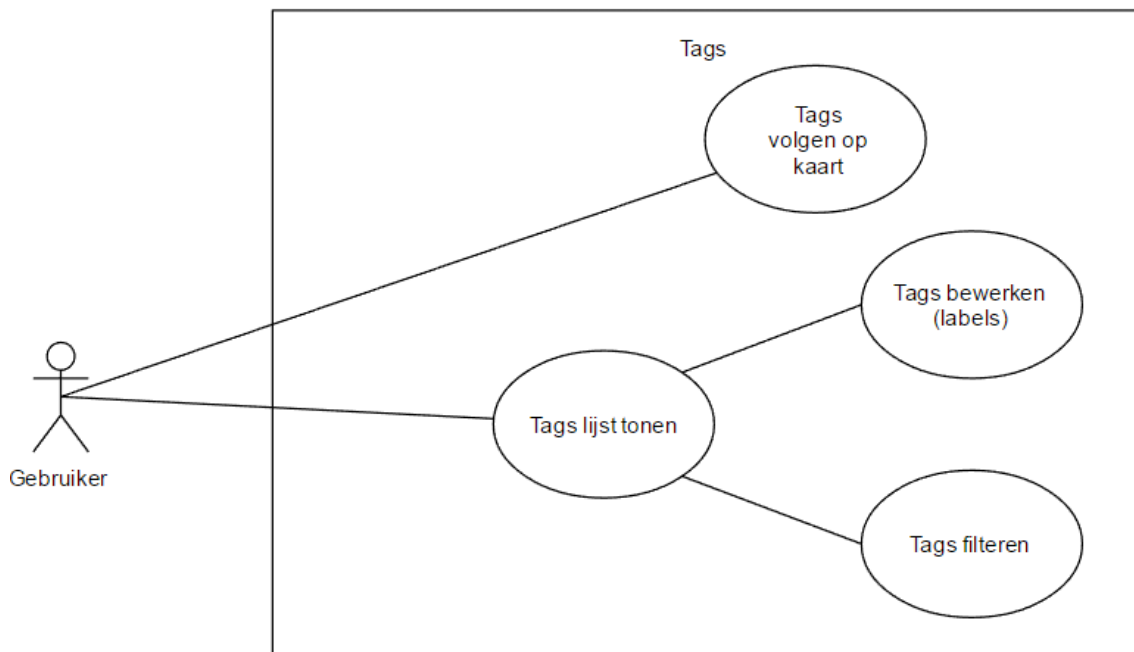 Tags
Tags
volgen op
kaart
Tags bewerken
(labels)
Tags lijst tonen
Gebruiker
Tags filteren